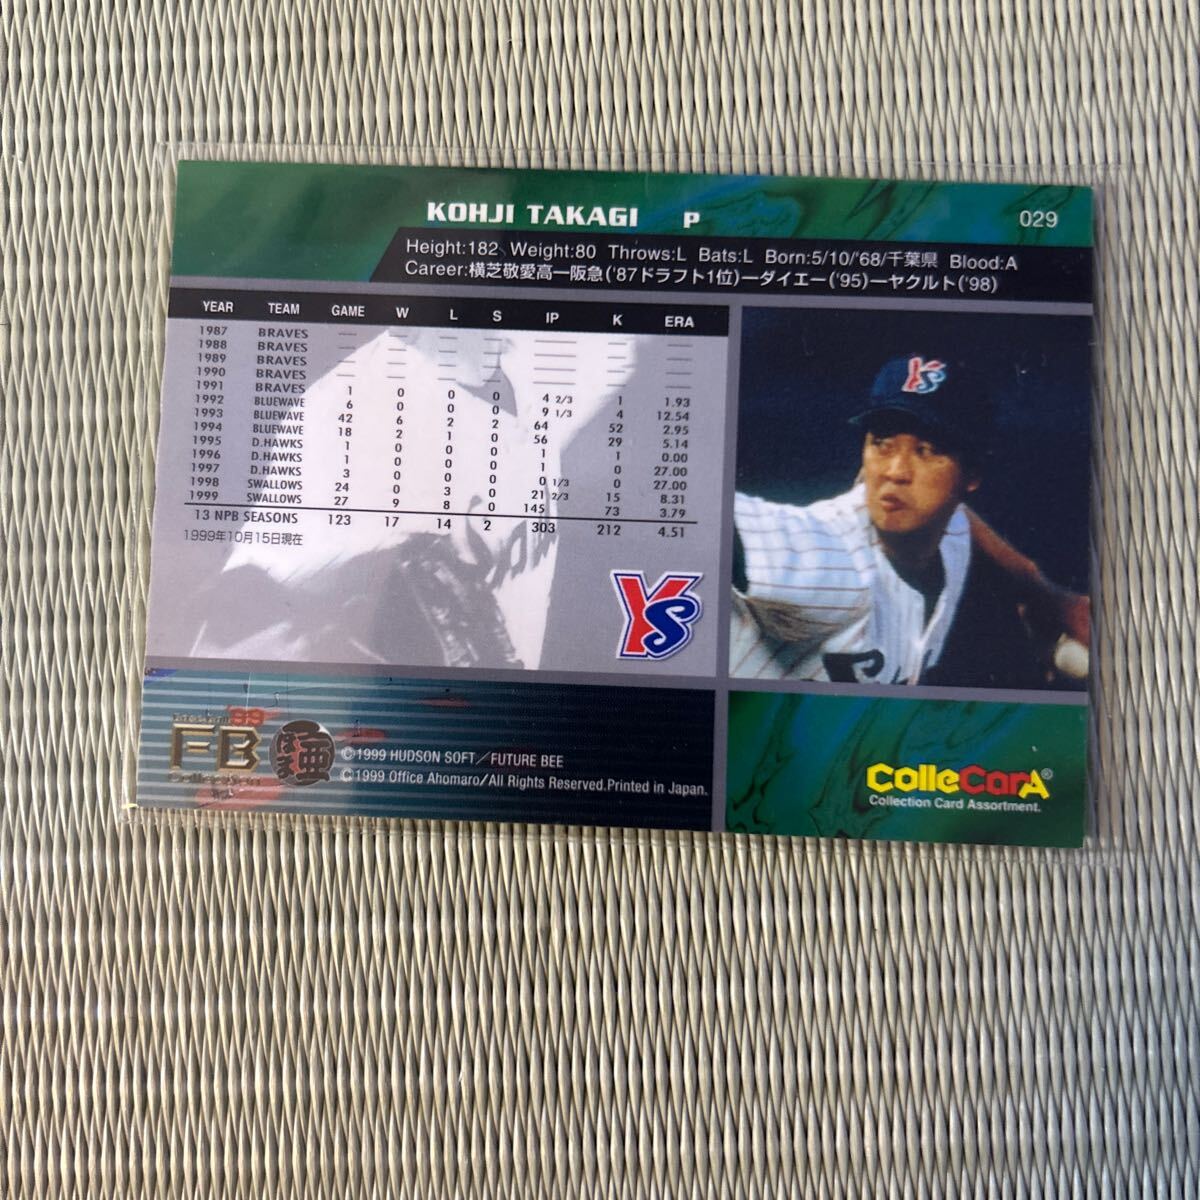 KOHJI TAKAGI P 029
Height:182 Weight:80 Throws:L Bats:L Born:5/10/'68/千葉県 Blood:A
Career:横芝敬愛高ー阪急('87ドラフト1位)ーダイエー('95)ーヤクルト('98)
YEAR TEAM GAME W L S IP K ERA
1987 BRAVES — — — — — — —
1988 BRAVES — — — — — — —
1989 BRAVES — — — — — — —
1990 BRAVES — — — — — — —
1991 BRAVES 1 0 0 0 4 2/3 1 1.93
1992 BLUEWAVE 6 0 0 0 9 1/3 4 12.54
1993 BLUEWAVE 42 6 2 2 64 52 2.95
1994 BLUEWAVE 18 2 1 0 56 29 5.14
1995 D.HAWKS 1 0 0 0 1 1 0.00
1996 D.HAWKS 1 0 0 0 1 0 27.00
1997 D.HAWKS 3 0 0 0 0 1/3 0 27.00
1998 SWALLOWS 24 0 3 0 21 2/3 15 8.31
1999 SWALLOWS 27 9 8 0 145 73 3.79
13 NPB SEASONS 123 17 14 2 303 212 4.51
1999年10月15日現在
YS
YS
'99
FB
Collection
©1999 HUDSON SOFT／FUTURE BEE
©1999 Office Ahomaro/All Rights Reserved.Printed in Japan.
ColleCarA®
Collection Card Assortment.